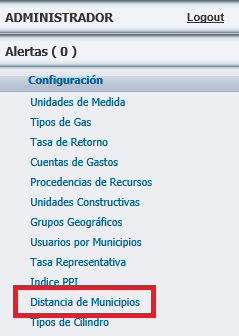 ADMINISTRADOR Logout
Alertas ( 0 )
Configuración
Unidades de Medida
Tipos de Gas
Tasa de Retorno
Cuentas de Gastos
Procedencias de Recursos
Unidades Constructivas
Grupos Geográficos
Usuarios por Municipios
Tasa Representativa
Indice PPI
Distancia de Municipios
Tipos de Cilindro